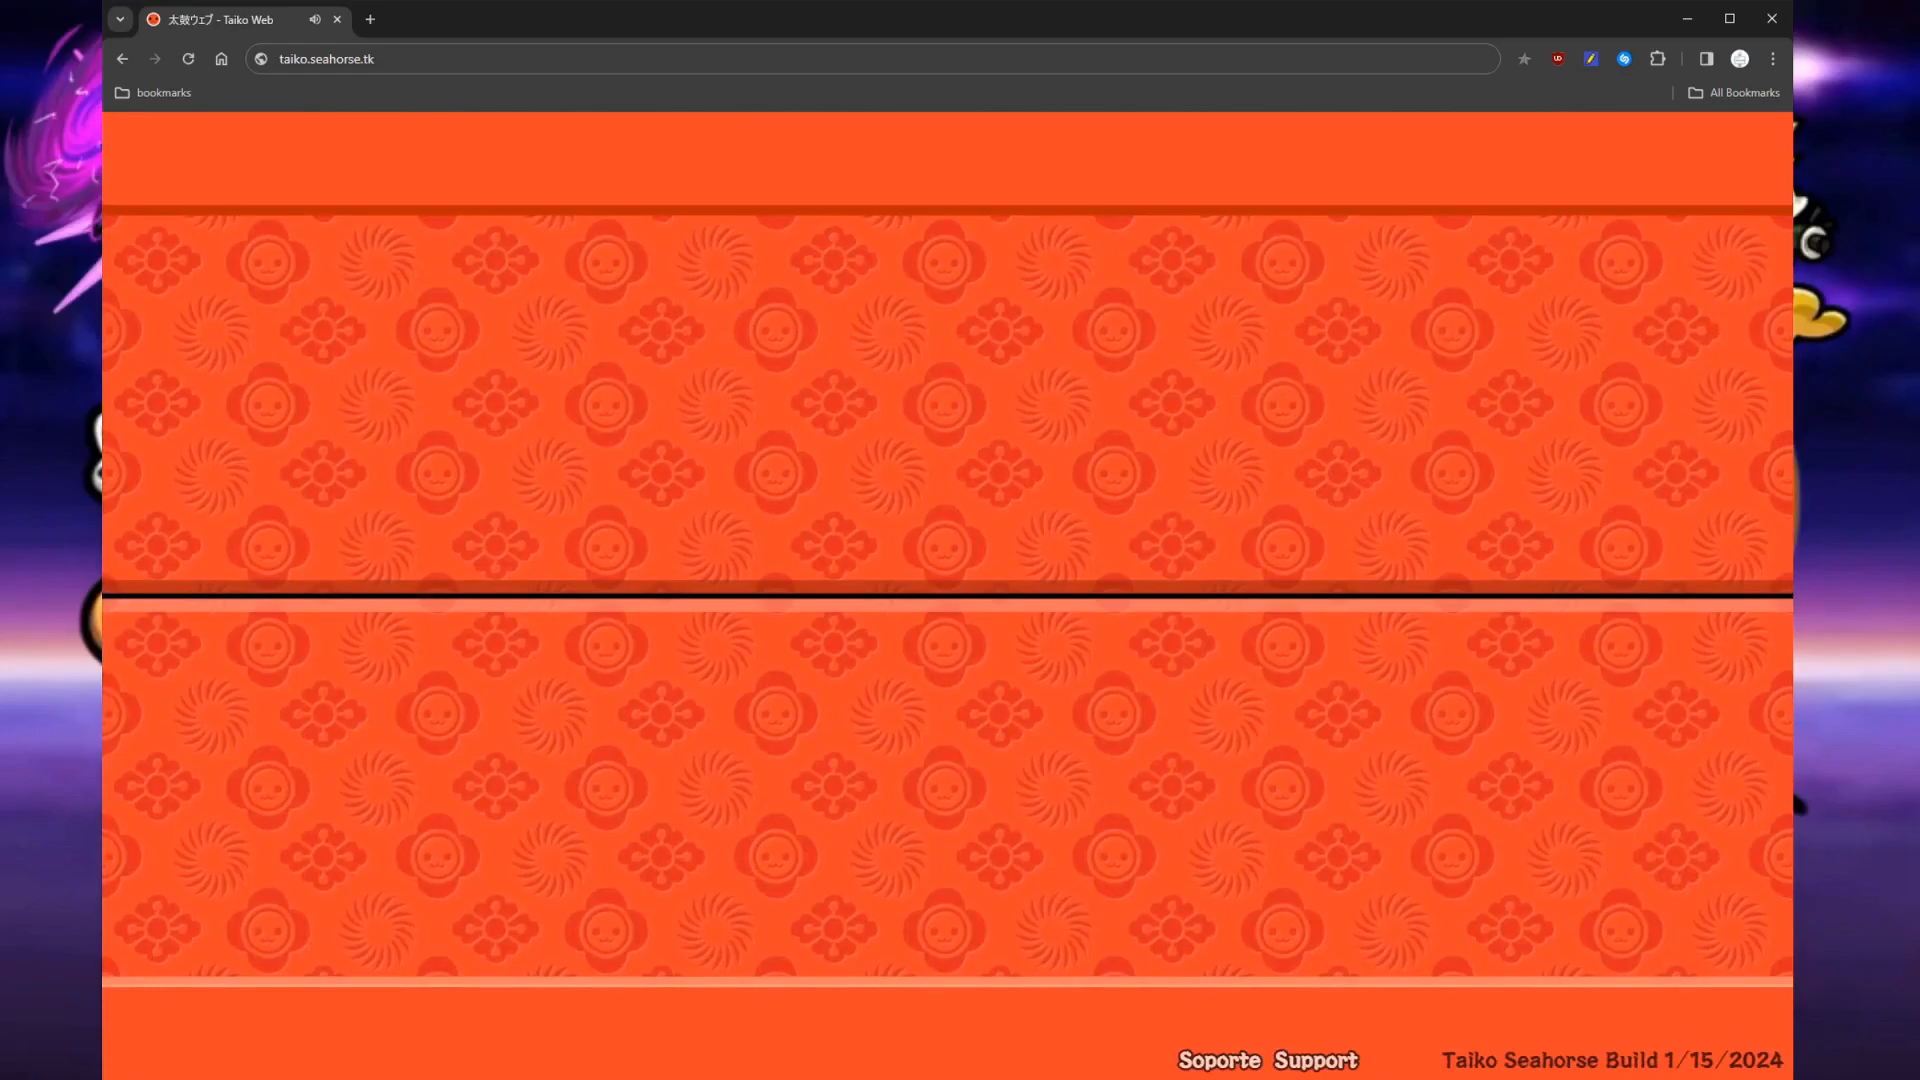 太鼓ウェブ - Taiko Web
taiko.seahorse.tk
bookmarks
All Bookmarks
Soporte Support
Taiko Seahorse Build 1/15/2024